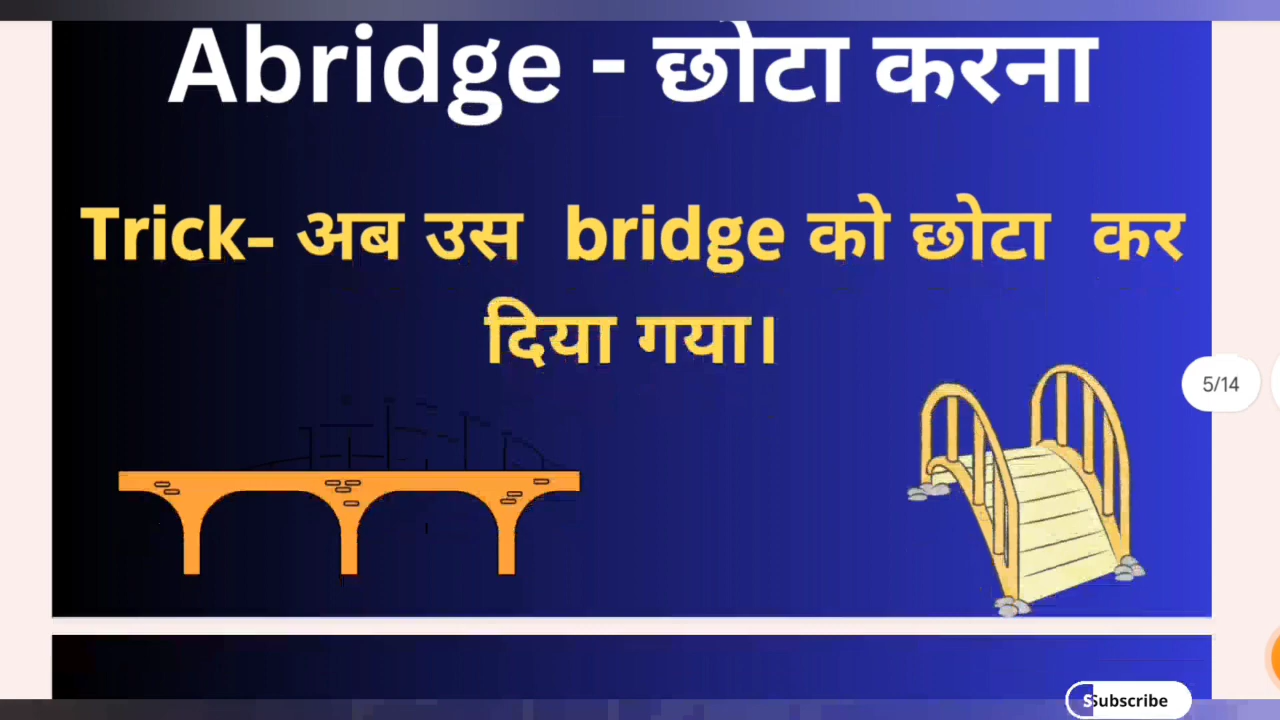 Abridge - छोटा करना
Trick- अब उस bridge को छोटा कर
दिया गया।
5/14
Subscribe